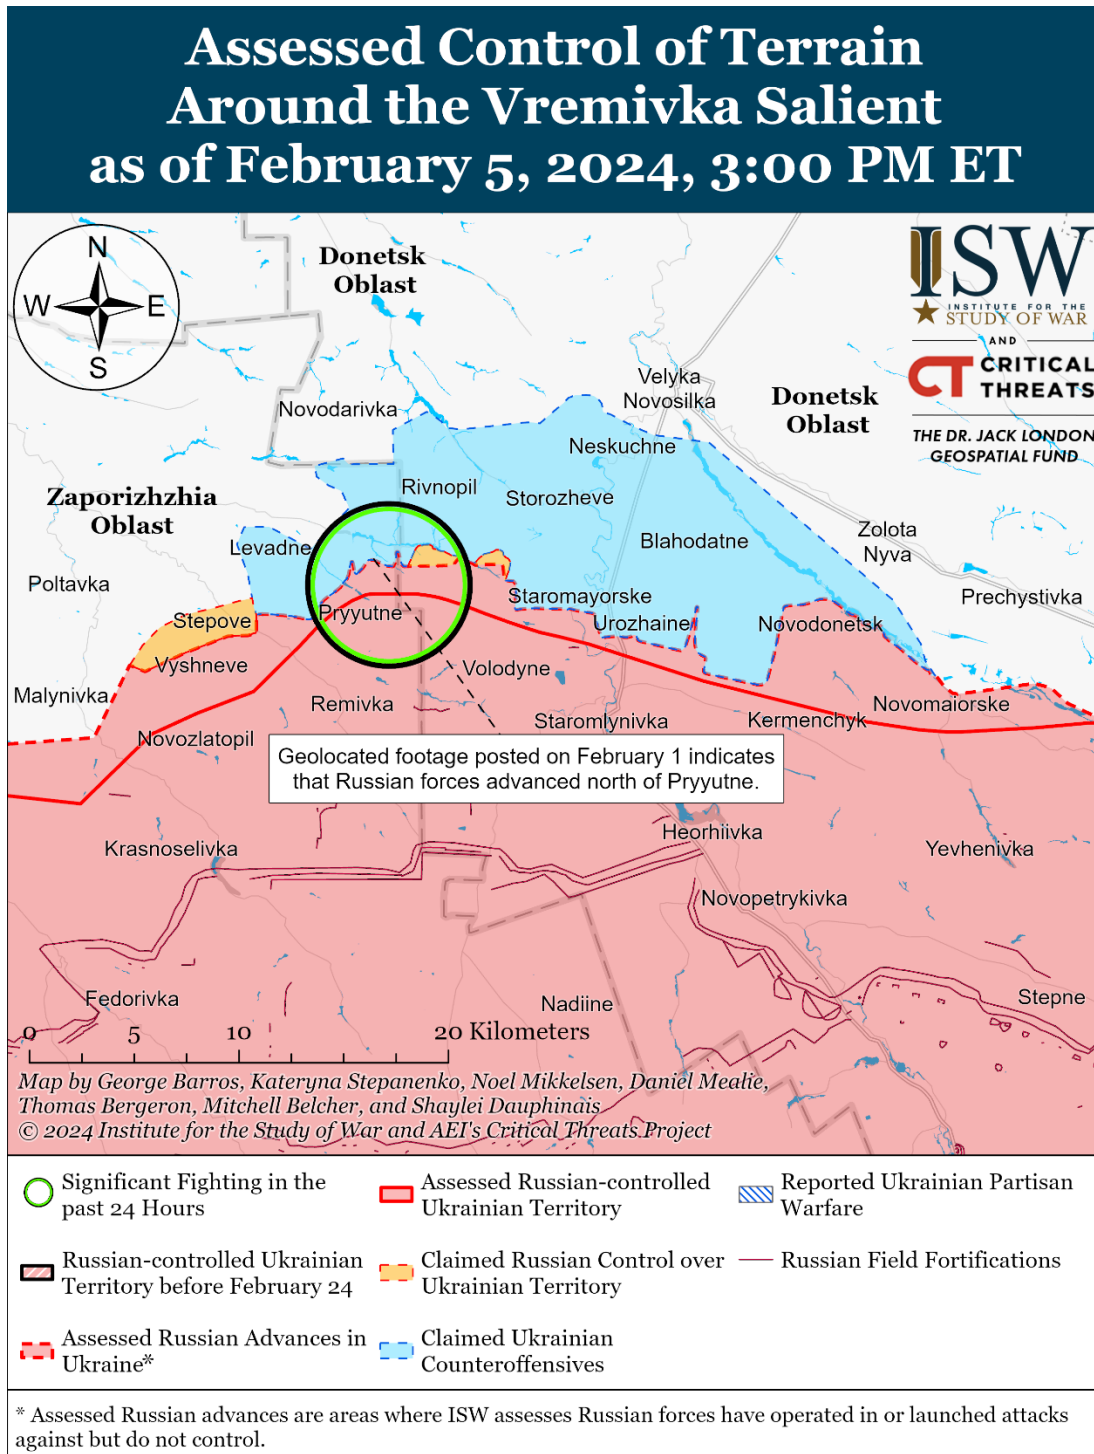 Assessed Control of Terrain
Around the Vremivka Salient
as of February 5, 2024, 3:00 PM ET
N
W
E
S
Donetsk
Oblast
ISW
INSTITUTE FOR THE
STUDY OF WAR
AND
CT CRITICAL
THREATS
THE DR. JACK LONDON
GEOSPATIAL FUND
Velyka
Novosilka
Donetsk
Oblast
Novodarivka
Neskuchne
Zaporizhzhia
Oblast
Rivnopil
Storozheve
Zolota
Nyva
Levadne
Blahodatne
Poltavka
Prechystivka
Staromayorske
Stepove
Pryyutne
Urozhaine
Novodonetsk
Vyshneve
Volodyne
Malynivka
Remivka
Novomaiorske
Staromlynivka
Kermenchyk
Novozlatopil
Geolocated footage posted on February 1 indicates
that Russian forces advanced north of Pryyutne.
Heorhiivka
Krasnoselivka
Yevhenivka
Novopetrykivka
Fedorivka
Nadiine
Stepne
0 5 10 20 Kilometers
Map by George Barros, Kateryna Stepanenko, Noel Mikkelsen, Daniel Mealie,
Thomas Bergeron, Mitchell Belcher, and Shaylei Dauphinais
© 2024 Institute for the Study of War and AEI's Critical Threats Project
Significant Fighting in the
past 24 Hours
Assessed Russian-controlled
Ukrainian Territory
Reported Ukrainian Partisan
Warfare
Russian-controlled Ukrainian
Territory before February 24
Claimed Russian Control over
Ukrainian Territory
Russian Field Fortifications
Assessed Russian Advances in
Ukraine*
Claimed Ukrainian
Counteroffensives
* Assessed Russian advances are areas where ISW assesses Russian forces have operated in or launched attacks
against but do not control.